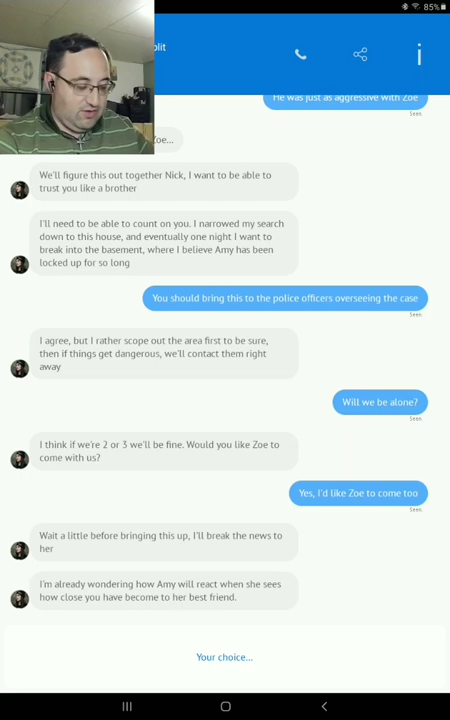 85%
plit
He was just as aggressive with Zoe
Seen
Zoe...
We'll figure this out together Nick, I want to be able to
trust you like a brother
I'll need to be able to count on you. I narrowed my search
down to this house, and eventually one night I want to
break into the basement, where I believe Amy has been
locked up for so long
You should bring this to the police officers overseeing the case
Seen
I agree, but I rather scope out the area first to be sure,
then if things get dangerous, we'll contact them right
away
Will we be alone?
Seen
I think if we're 2 or 3 we'll be fine. Would you like Zoe to
come with us?
Yes, I'd like Zoe to come too
Seen
Wait a little before bringing this up, I'll break the news to
her
I'm already wondering how Amy will react when she sees
how close you have become to her best friend.
Your choice...